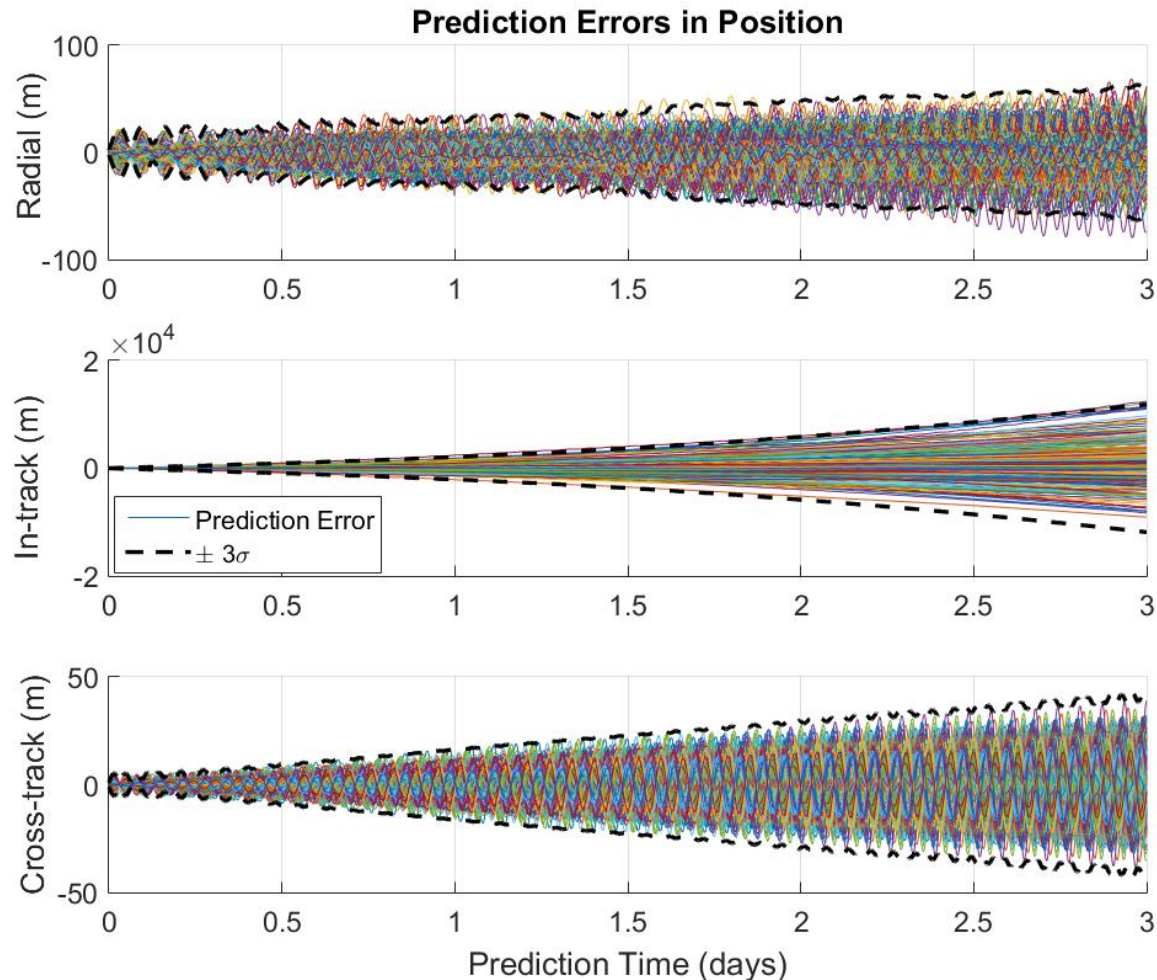 Prediction Errors in Position
100
0
-100
Radial (m)
0 0.5 1 1.5 2 2.5 3
×10⁴
2
0
-2
In-track (m)
Prediction Error
± 3σ
0 0.5 1 1.5 2 2.5 3
50
0
-50
Cross-track (m)
0 0.5 1 1.5 2 2.5 3
Prediction Time (days)